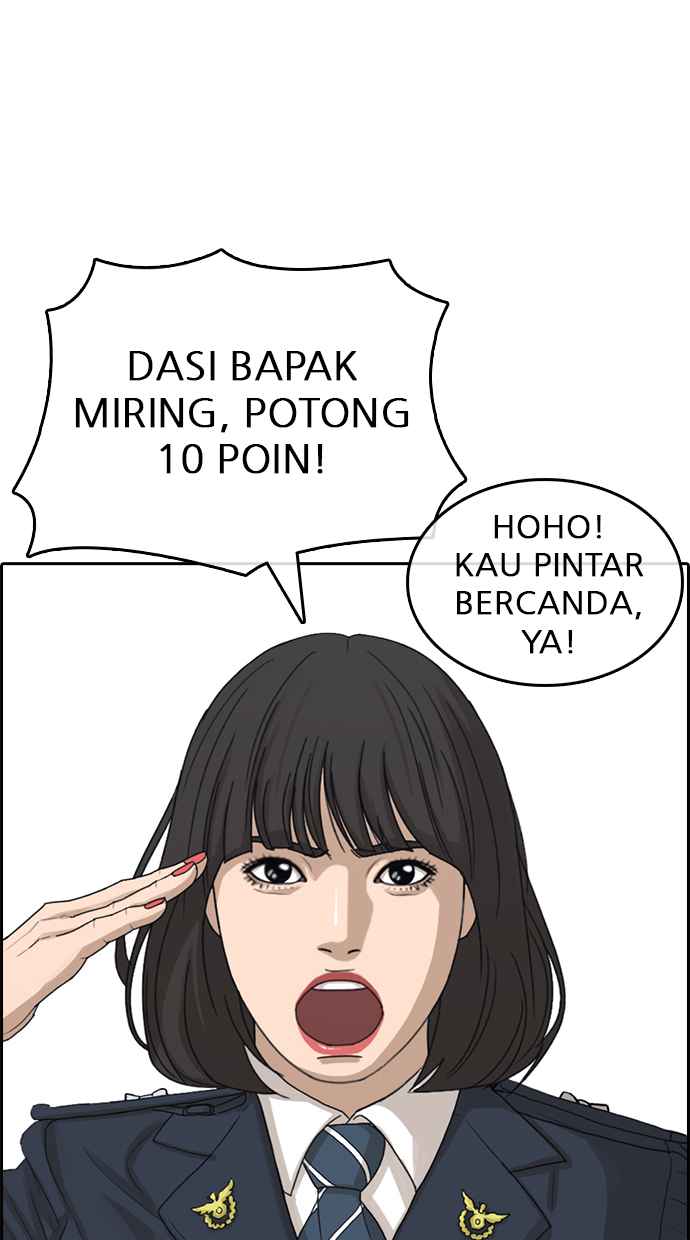 DASI BAPAK
MIRING, POTONG
10 POIN!
HOHO!
KAU PINTAR
BERCANDA,
YA!